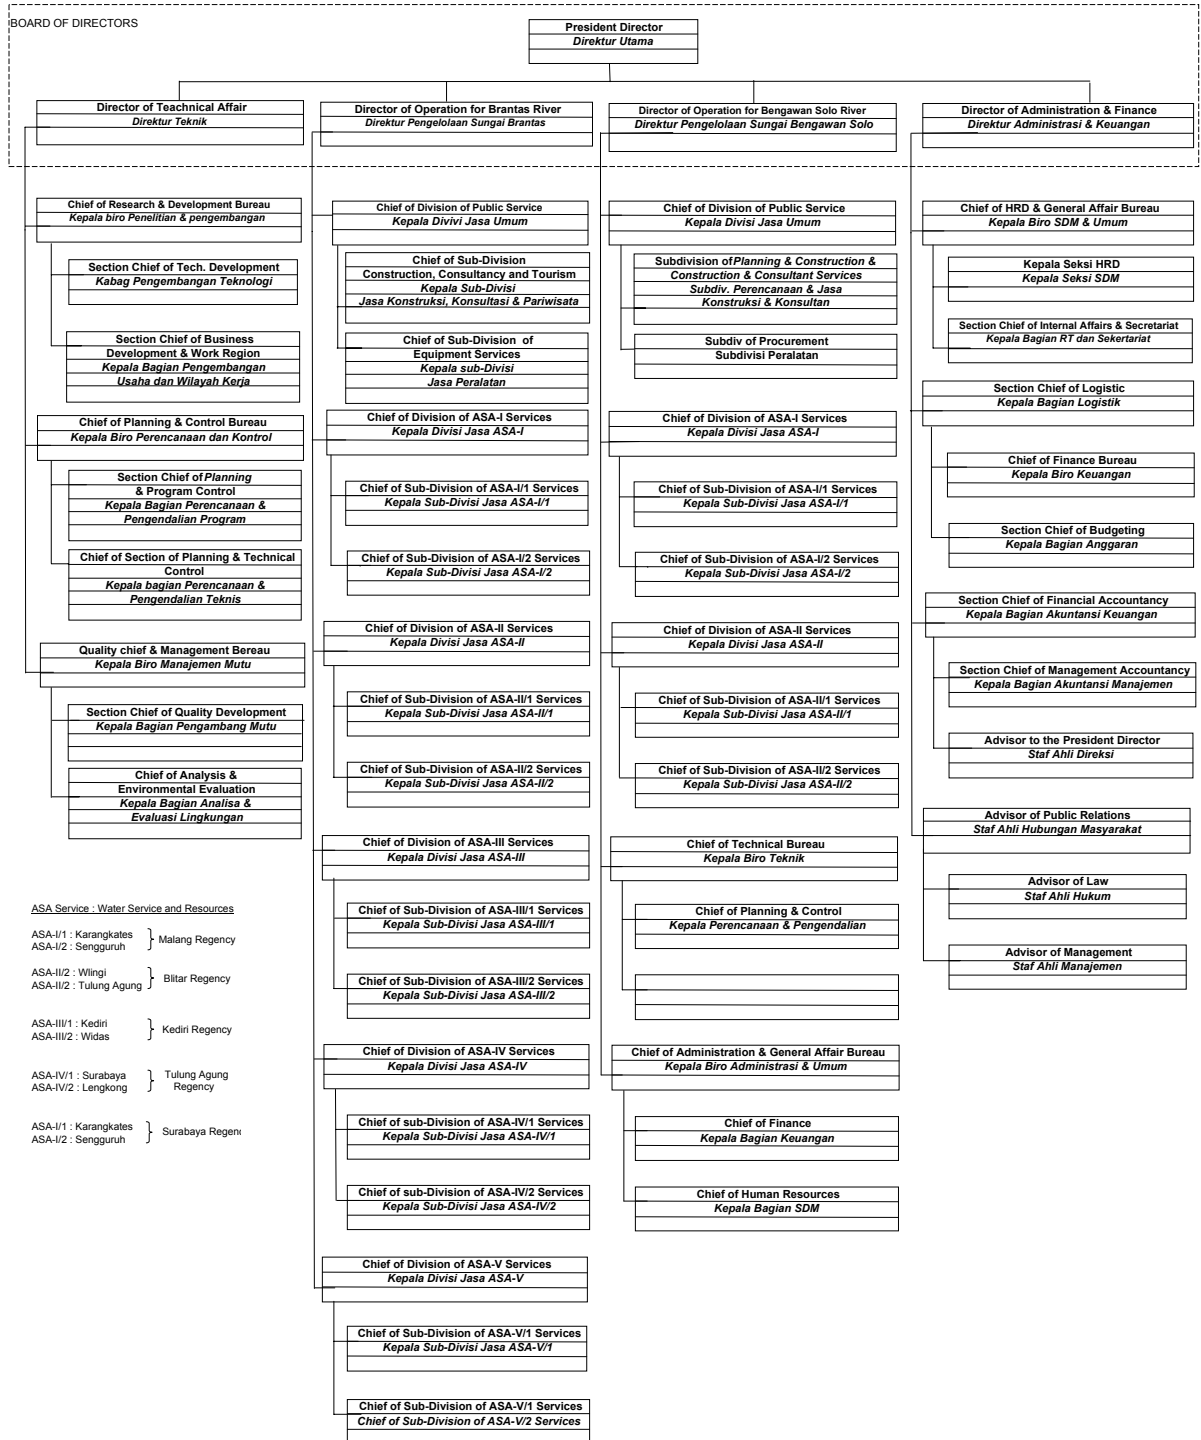 BOARD OF DIRECTORS
President Director
Direktur Utama
Director of Teachnical Affair
Direktur Teknik
Director of Operation for Brantas River
Direktur Pengelolaan Sungai Brantas
Director of Operation for Bengawan Solo River
Direktur Pengelolaan Sungai Bengawan Solo
Director of Administration & Finance
Direktur Administrasi & Keuangan
Chief of Research & Development Bureau
Kepala biro Penelitian & pengembangan
Section Chief of Tech. Development
Kabag Pengembangan Teknologi
Section Chief of Business
Development & Work Region
Kepala Bagian Pengembangan
Usaha dan Wilayah Kerja
Chief of Planning & Control Bureau
Kepala Biro Perencanaan dan Kontrol
Section Chief of Planning
& Program Control
Kepala Bagian Perencanaan &
Pengendalian Program
Chief of Section of Planning & Technical
Control
Kepala bagian Perencanaan &
Pengendalian Teknis
Quality chief & Management Bereau
Kepala Biro Manajemen Mutu
Section Chief of Quality Development
Kepala Bagian Pengambang Mutu
Chief of Analysis &
Environmental Evaluation
Kepala Bagian Analisa &
Evaluasi Lingkungan
ASA Service : Water Service and Resources
ASA-I/1 : Karangkates
ASA-I/2 : Sengguruh
Malang Regency
ASA-II/2 : Wlingi
ASA-II/2 : Tulung Agung
Blitar Regency
ASA-III/1 : Kediri
ASA-III/2 : Widas
Kediri Regency
ASA-IV/1 : Surabaya
ASA-IV/2 : Lengkong
Tulung Agung
Regency
ASA-I/1 : Karangkates
ASA-I/2 : Sengguruh
Surabaya Regenc
Chief of Division of Public Service
Kepala Divivi Jasa Umum
Chief of Sub-Division
Construction, Consultancy and Tourism
Kepala Sub-Divisi
Jasa Konstruksi, Konsultasi & Pariwisata
Chief of Sub-Division of
Equipment Services
Kepala sub-Divisi
Jasa Peralatan
Chief of Division of ASA-I Services
Kepala Divisi Jasa ASA-I
Chief of Sub-Division of ASA-I/1 Services
Kepala Sub-Divisi Jasa ASA-I/1
Chief of Sub-Division of ASA-I/2 Services
Kepala Sub-Divisi Jasa ASA-I/2
Chief of Division of ASA-II Services
Kepala Divisi Jasa ASA-II
Chief of Sub-Division of ASA-II/1 Services
Kepala Sub-Divisi Jasa ASA-II/1
Chief of Sub-Division of ASA-II/2 Services
Kepala Sub-Divisi Jasa ASA-II/2
Chief of Division of ASA-III Services
Kepala Divisi Jasa ASA-III
Chief of Sub-Division of ASA-III/1 Services
Kepala Sub-Divisi Jasa ASA-III/1
Chief of Sub-Division of ASA-III/2 Services
Kepala Sub-Divisi Jasa ASA-III/2
Chief of Division of ASA-IV Services
Kepala Divisi Jasa ASA-IV
Chief of sub-Division of ASA-IV/1 Services
Kepala Sub-Divisi Jasa ASA-IV/1
Chief of sub-Division of ASA-IV/2 Services
Kepala Sub-Divisi Jasa ASA-IV/2
Chief of Division of ASA-V Services
Kepala Divisi Jasa ASA-V
Chief of Sub-Division of ASA-V/1 Services
Kepala Sub-Divisi Jasa ASA-V/1
Chief of Sub-Division of ASA-V/1 Services
Chief of Sub-Division of ASA-V/2 Services
Chief of Division of Public Service
Kepala Divisi Jasa Umum
Subdivision of Planning & Construction &
Construction & Consultant Services
Subdiv. Perencanaan & Jasa
Konstruksi & Konsultan
Subdiv of Procurement
Subdivisi Peralatan
Chief of Division of ASA-I Services
Kepala Divisi Jasa ASA-I
Chief of Sub-Division of ASA-I/1 Services
Kepala Sub-Divisi Jasa ASA-I/1
Chief of Sub-Division of ASA-I/2 Services
Kepala Sub-Divisi Jasa ASA-I/2
Chief of Division of ASA-II Services
Kepala Divisi Jasa ASA-II
Chief of Sub-Division of ASA-II/1 Services
Kepala Sub-Divisi Jasa ASA-II/1
Chief of Sub-Division of ASA-II/2 Services
Kepala Sub-Divisi Jasa ASA-II/2
Chief of Technical Bureau
Kepala Biro Teknik
Chief of Planning & Control
Kepala Perencanaan & Pengendalian
Chief of Administration & General Affair Bureau
Kepala Biro Administrasi & Umum
Chief of Finance
Kepala Bagian Keuangan
Chief of Human Resources
Kepala Bagian SDM
Chief of HRD & General Affair Bureau
Kepala Biro SDM & Umum
Kepala Seksi HRD
Kepala Seksi SDM
Section Chief of Internal Affairs & Secretariat
Kepala Bagian RT dan Sekertariat
Section Chief of Logistic
Kepala Bagian Logistik
Chief of Finance Bureau
Kepala Biro Keuangan
Section Chief of Budgeting
Kepala Bagian Anggaran
Section Chief of Financial Accountancy
Kepala Bagian Akuntansi Keuangan
Section Chief of Management Accountancy
Kepala Bagian Akuntansi Manajemen
Advisor to the President Director
Staf Ahli Direksi
Advisor of Public Relations
Staf Ahli Hubungan Masyarakat
Advisor of Law
Staf Ahli Hukum
Advisor of Management
Staf Ahli Manajemen